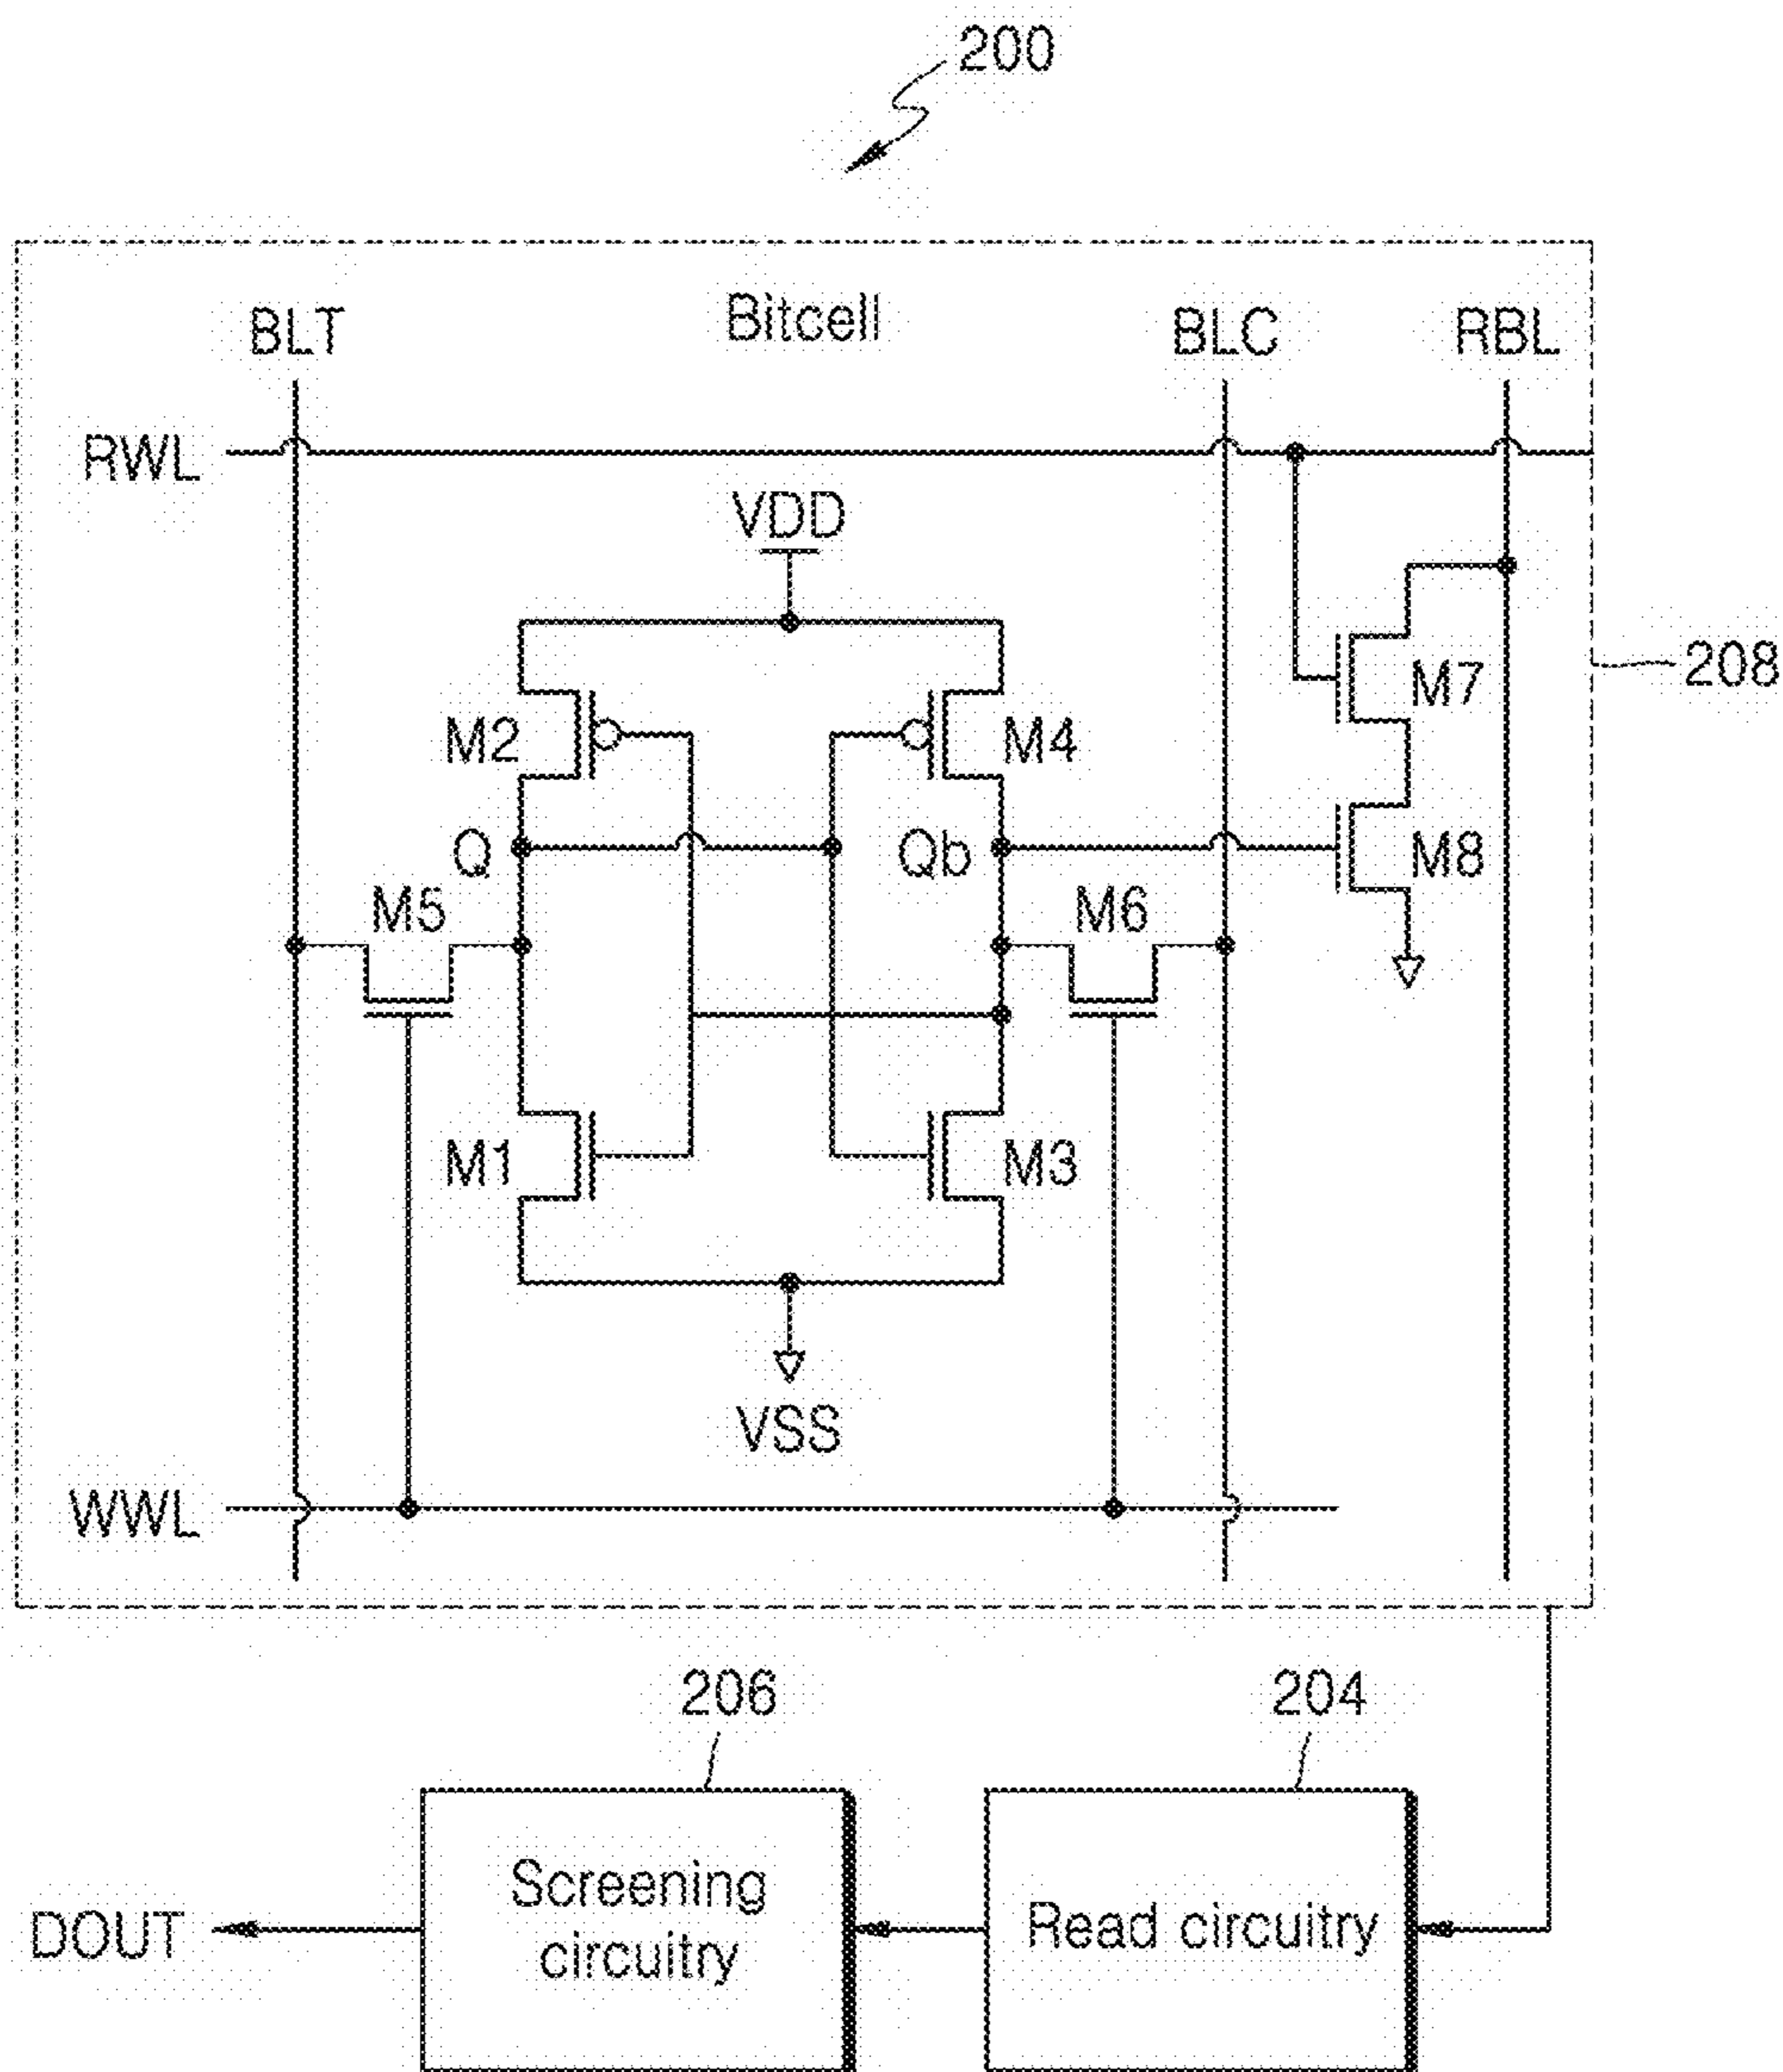 200
BLT
Bitcell
BLC
RBL
RWL
VDD
208
M2
M4
M7
Q
Qb
M8
M5
M6
M1
M3
VSS
WWL
206
204
Screening
circuitry
Read circuitry
DOUT